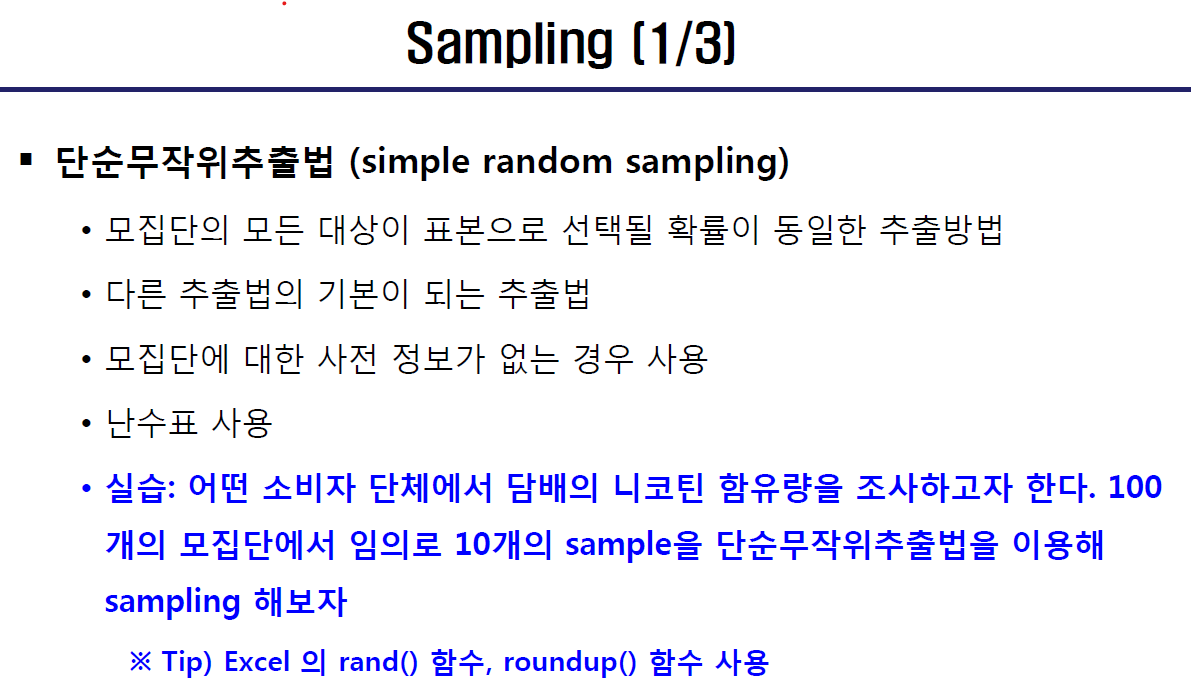 Sampling (1/3)
▪ 단순무작위추출법 (simple random sampling)
• 모집단의 모든 대상이 표본으로 선택될 확률이 동일한 추출방법
• 다른 추출법의 기본이 되는 추출법
• 모집단에 대한 사전 정보가 없는 경우 사용
• 난수표 사용
• 실습: 어떤 소비자 단체에서 담배의 니코틴 함유량을 조사하고자 한다. 100
개의 모집단에서 임의로 10개의 sample을 단순무작위추출법을 이용해
sampling 해보자
※ Tip) Excel 의 rand() 함수, roundup() 함수 사용